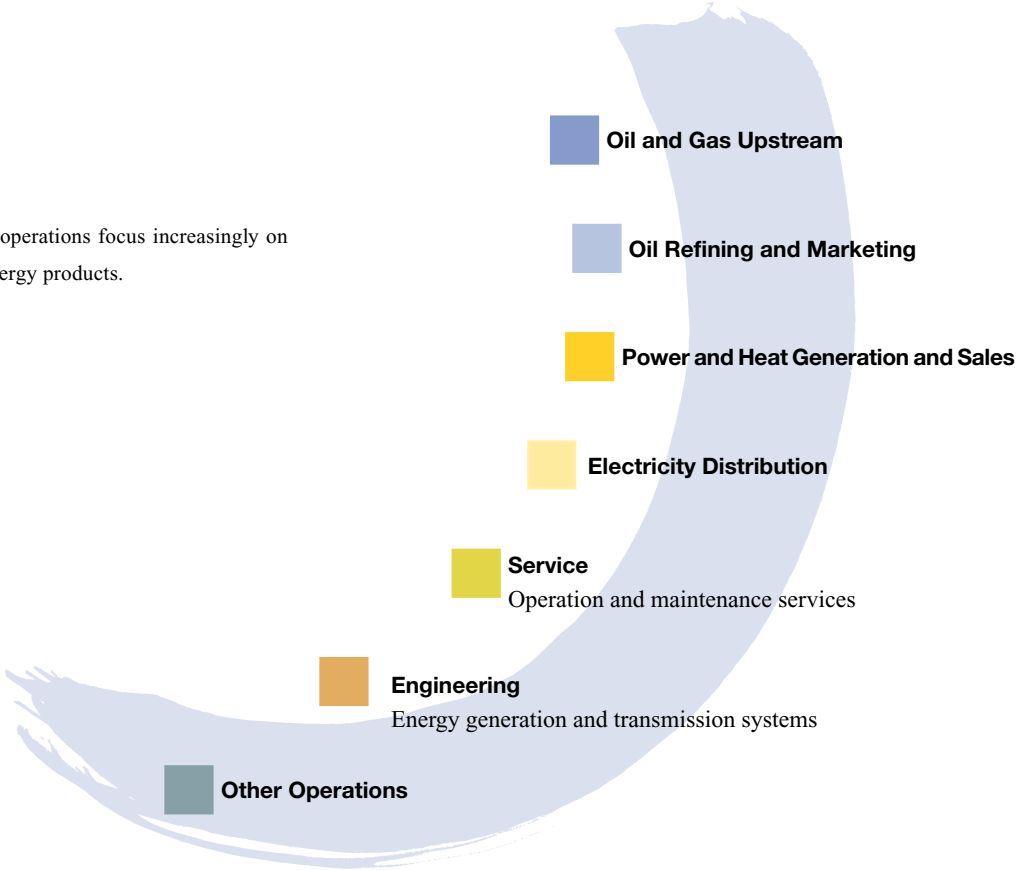 Oil and Gas Upstream
operations focus increasingly on
Oil Refining and Marketing
products.
Power and Heat Generation and Sales
Electricity Distribution
Service
Operation and maintenance services
Engineering
Energy generation and transmission systems
Other Operations